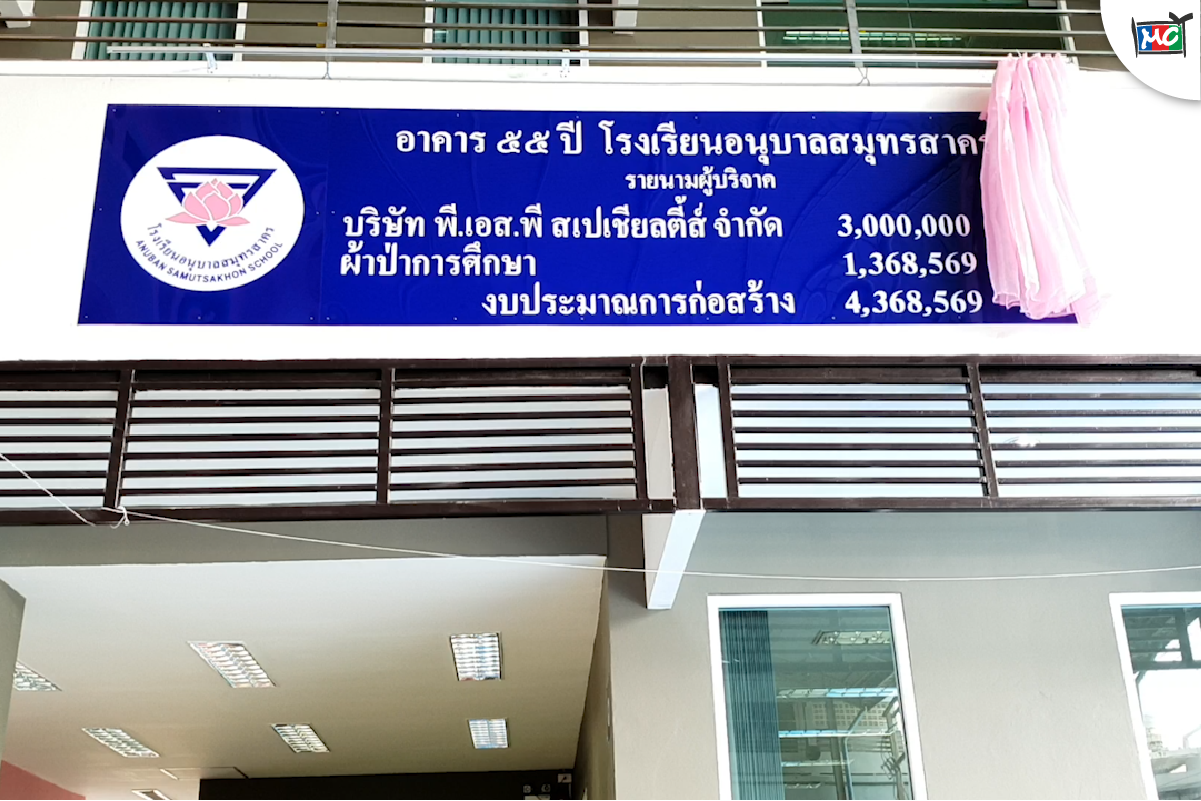 อาคาร ๕๕ ปี โรงเรียนอนุบาลสมุทรสาคร
รายนามผู้บริจาค
บริษัท พี.เอส.พี สเปเชียลตี้ส์ จำกัด 3,000,000
ผ้าป่าการศึกษา 1,368,569
งบประมาณการก่อสร้าง 4,368,569
โรงเรียนอนุบาลสมุทรสาคร
ANUBAN SAMUTSAKHON SCHOOL